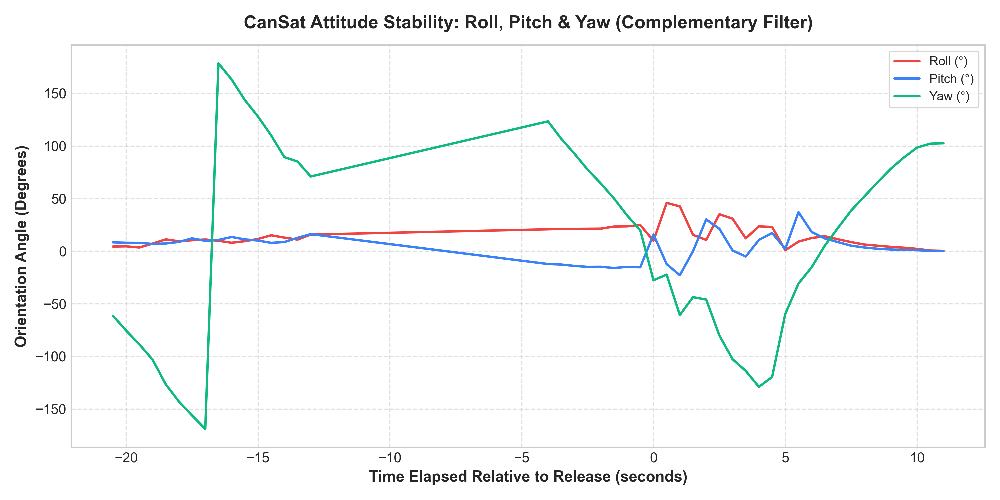 CanSat Attitude Stability: Roll, Pitch & Yaw (Complementary Filter)
Roll (°)
Pitch (°)
Yaw (°)
Orientation Angle (Degrees)
150
100
50
0
−50
−100
−150
−20
−15
−10
−5
0
5
10
Time Elapsed Relative to Release (seconds)